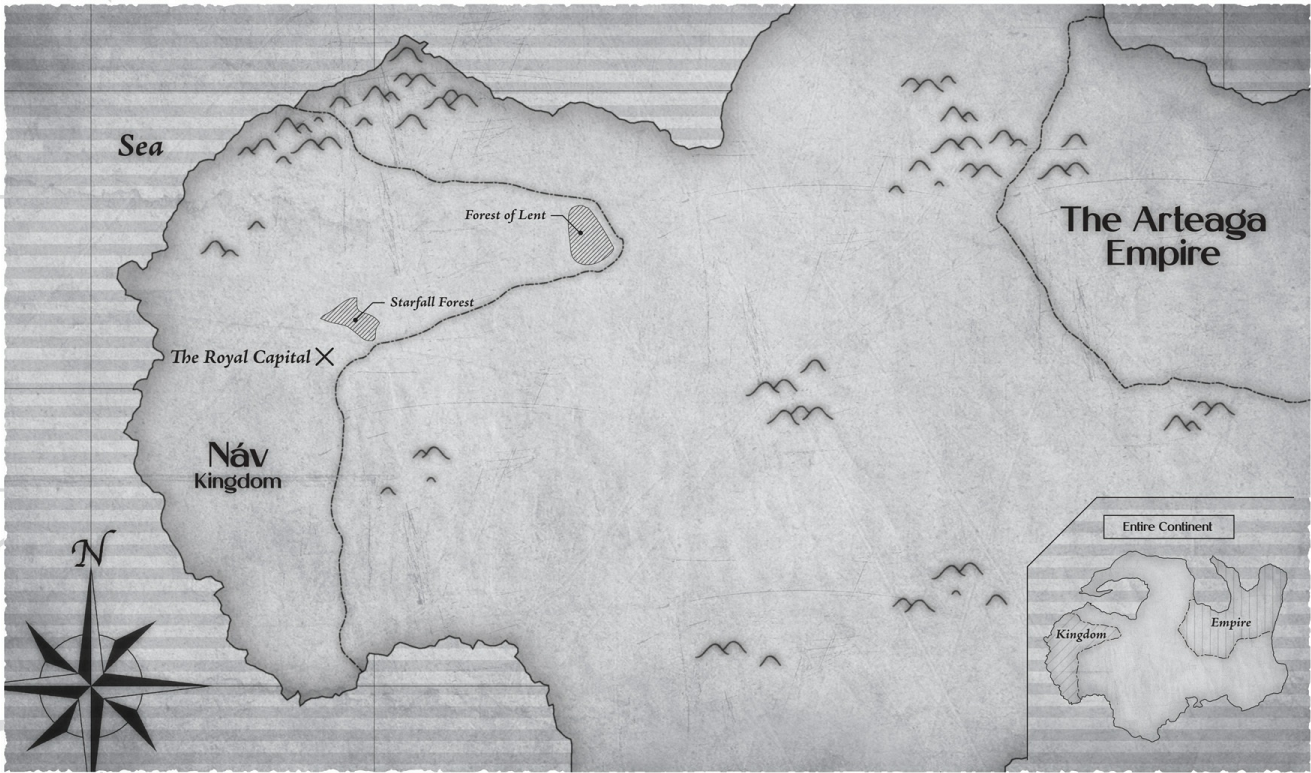 Sea
Forest of Lent
The Arteaga
Empire
Starfall Forest
The Royal Capital
Náv
Kingdom
N
Entire Continent
Empire
Kingdom